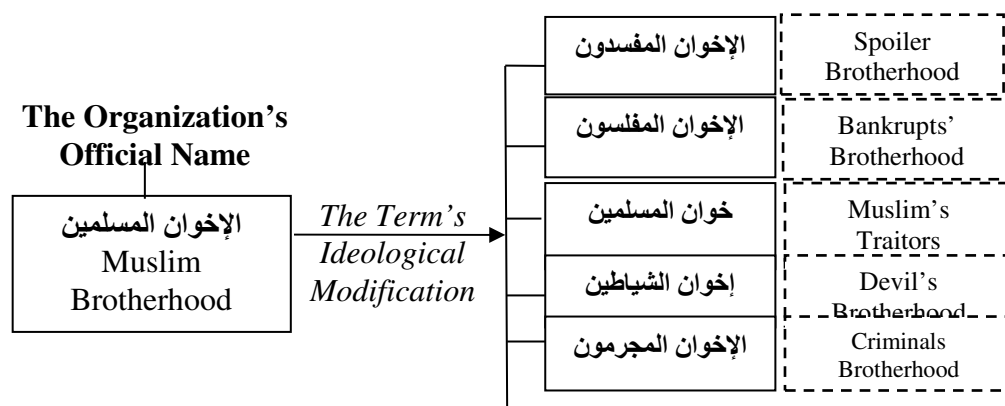 The Organization's
Official Name
الإخوان المسلمين
Muslim
Brotherhood
The Term's
Ideological
Modification
الإخوان المفسدون
Spoiler
Brotherhood
الإخوان المفلسون
Bankrupts'
Brotherhood
خوان المسلمين
Muslim's
Traitors
إخوان الشياطين
Devil's
Brotherhood
الإخوان المجرمون
Criminals
Brotherhood